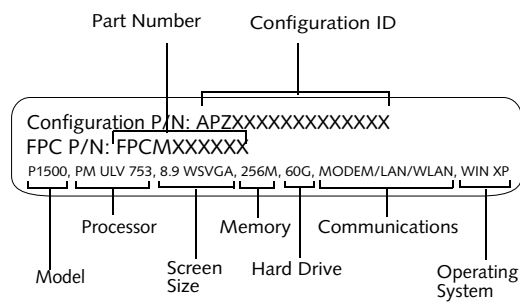 Part Number
Configuration ID
Configuration P/N: APZXXXXXXXXXXXXX
FPC P/N: FPCMXXXXXX
P1500, PM ULV 753, 8.9 WSVGA, 256M, 60G, MODEM/LAN/WLAN, WIN XP
Processor
Memory
Communications
Model
Screen
Size
Hard Drive
Operating
System